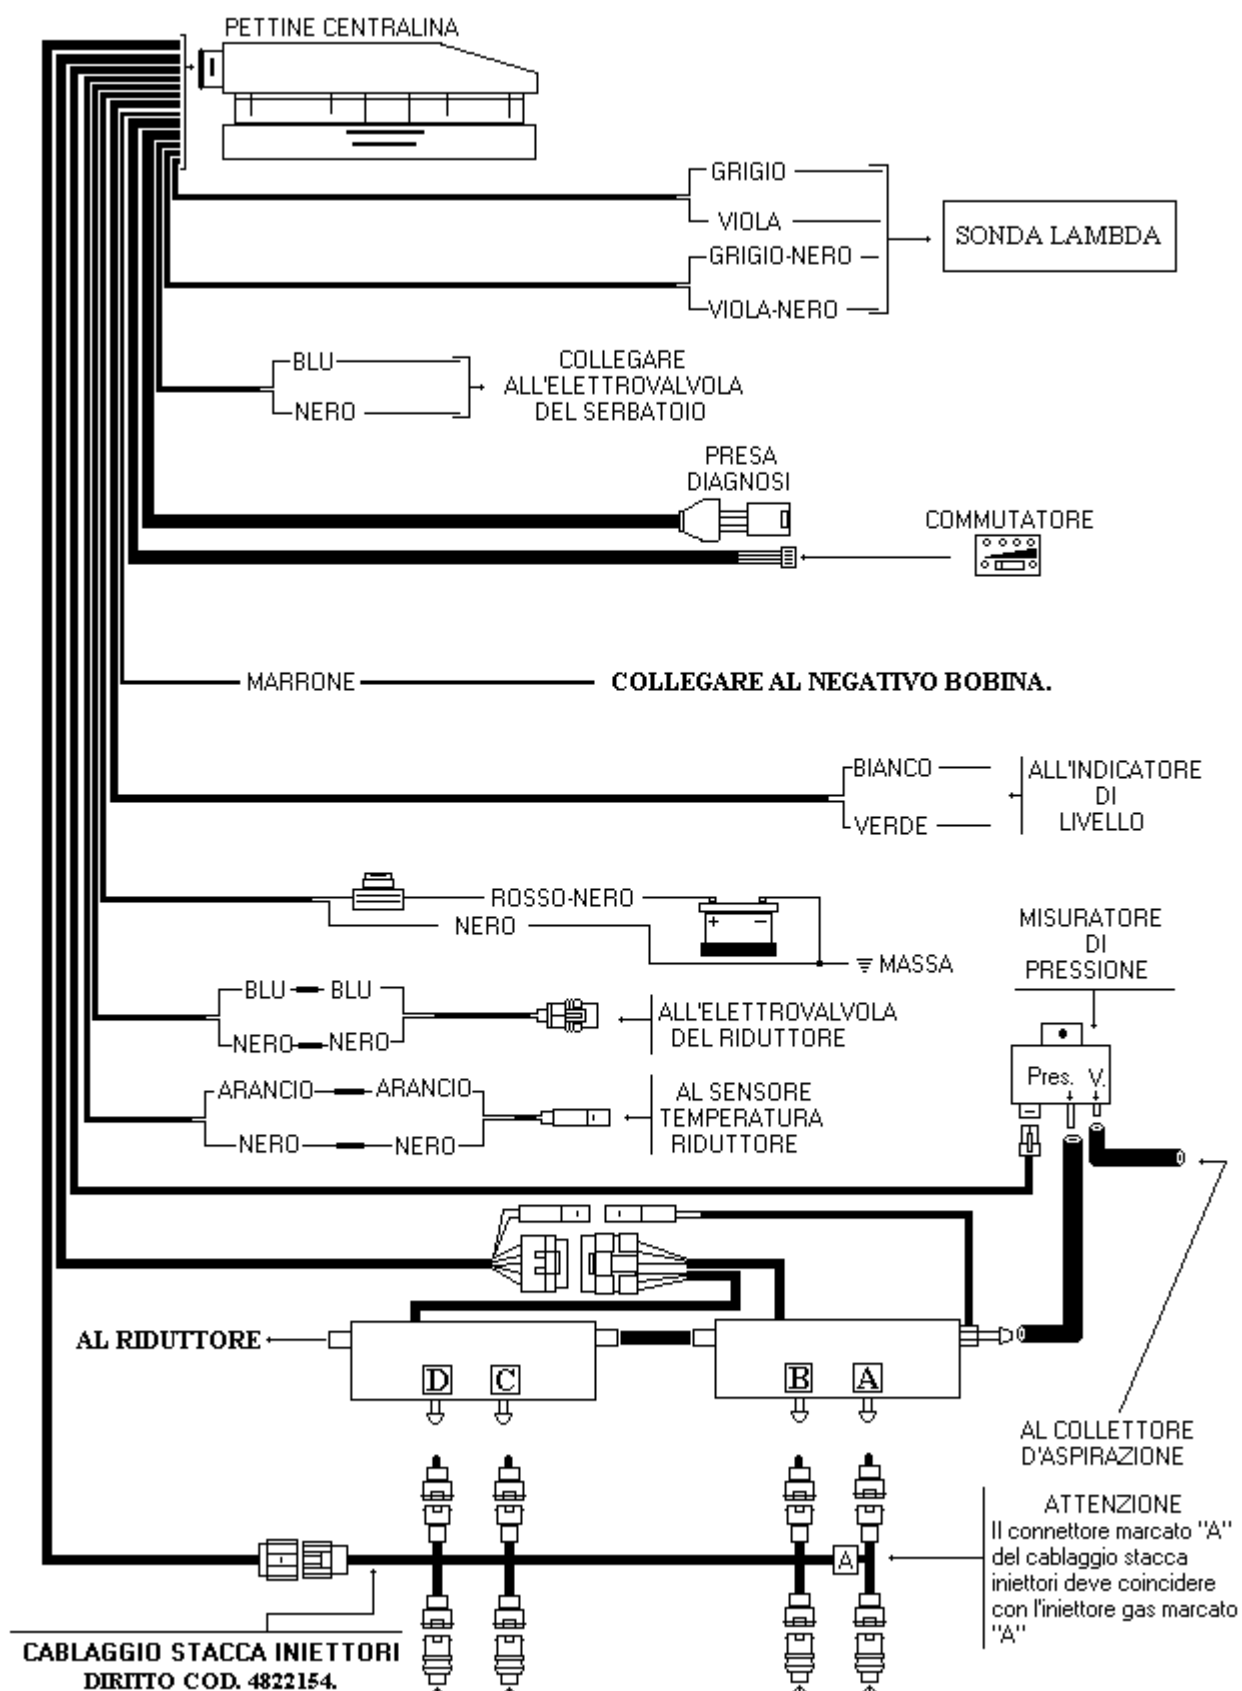 PETTINE CENTRALINA
GRIGIO
VIOLA
GRIGIO-NERO
VIOLA-NERO
SONDA LAMBDA
BLU
NERO
COLLEGARE
ALL'ELETTROVALVOLA
DEL SERBATOIO
PRESA
DIAGNOSI
COMMUTATORE
MARRONE
COLLEGARE AL NEGATIVO BOBINA.
BIANCO
VERDE
ALL'INDICATORE
DI
LIVELLO
ROSSO-NERO
NERO
+ −
MASSA
MISURATORE
DI
PRESSIONE
BLU BLU
NERO NERO
ALL'ELETTROVALVOLA
DEL RIDUTTORE
Pres. V.
ARANCIO ARANCIO
NERO NERO
AL SENSORE
TEMPERATURA
RIDUTTORE
AL RIDUTTORE
D C B A
AL COLLETTORE
D'ASPIRAZIONE
A
ATTENZIONE
Il connettore marcato "A"
del cablaggio stacca
iniettori deve coincidere
con l'iniettore gas marcato
"A"
CABLAGGIO STACCA INIETTORI
DIRITTO COD. 4822154.